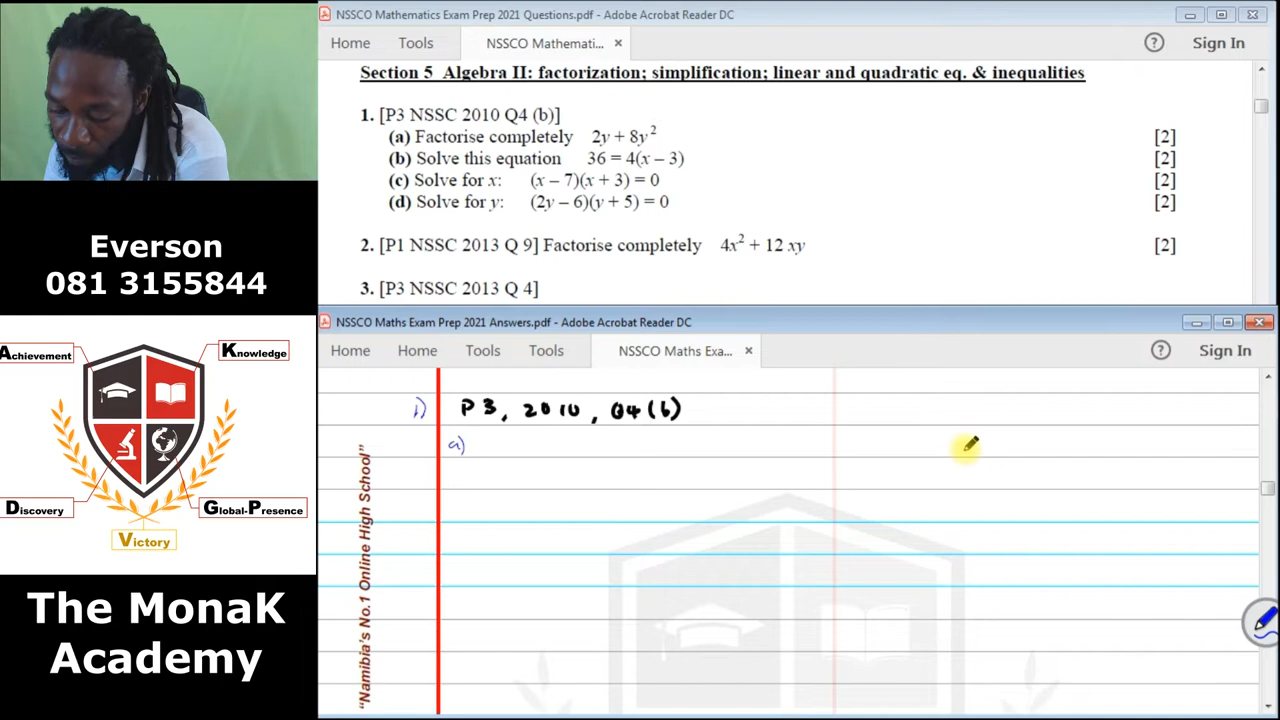 NSSCO Mathematics Exam Prep 2021 Questions.pdf - Adobe Acrobat Reader DC
Home Tools NSSCO Mathemati... × ? Sign In
Section 5 Algebra II: factorization; simplification; linear and quadratic eq. & inequalities
1. [P3 NSSC 2010 Q4 (b)]
(a) Factorise completely 2y + 8y² [2]
(b) Solve this equation 36 = 4(x – 3) [2]
(c) Solve for x: (x – 7)(x + 3) = 0 [2]
(d) Solve for y: (2y – 6)(y + 5) = 0 [2]
2. [P1 NSSC 2013 Q 9] Factorise completely 4x² + 12 xy [2]
3. [P3 NSSC 2013 Q 4]
Everson
081 3155844
Achievement
Knowledge
Discovery
Global-Presence
Victory
The MonaK
Academy
NSSCO Maths Exam Prep 2021 Answers.pdf - Adobe Acrobat Reader DC
Home Home Tools Tools NSSCO Maths Exa... × ? Sign In
1) P3, 2010, Q4(b)
a)
"Namibia's No.1 Online High School"